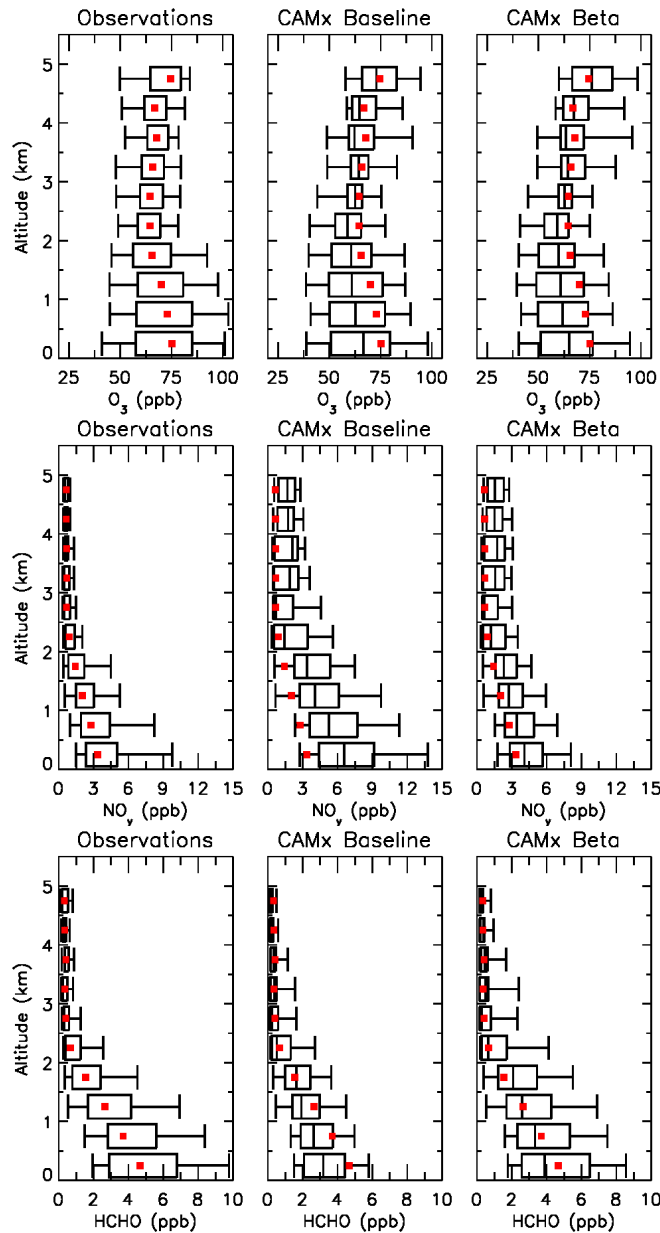 Observations CAMx Baseline CAMx Beta
5
4
3
2
1
0
Altitude (km)
25 50 75 100 25 50 75 100 25 50 75 100
O3 (ppb) O3 (ppb) O3 (ppb)
Observations CAMx Baseline CAMx Beta
5
4
3
2
1
0
Altitude (km)
0 3 6 9 12 15 0 3 6 9 12 15 0 3 6 9 12 15
NOy (ppb) NOy (ppb) NOy (ppb)
Observations CAMx Baseline CAMx Beta
5
4
3
2
1
0
Altitude (km)
0 2 4 6 8 10 0 2 4 6 8 10 0 2 4 6 8 10
HCHO (ppb) HCHO (ppb) HCHO (ppb)